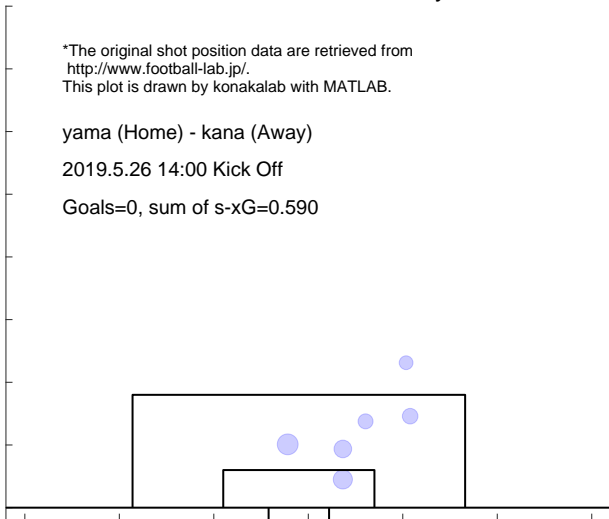 *The original shot position data are retrieved from
http://www.football-lab.jp/.
This plot is drawn by konakalab with MATLAB.
yama (Home) - kana (Away)
2019.5.26 14:00 Kick Off
Goals=0, sum of s-xG=0.590